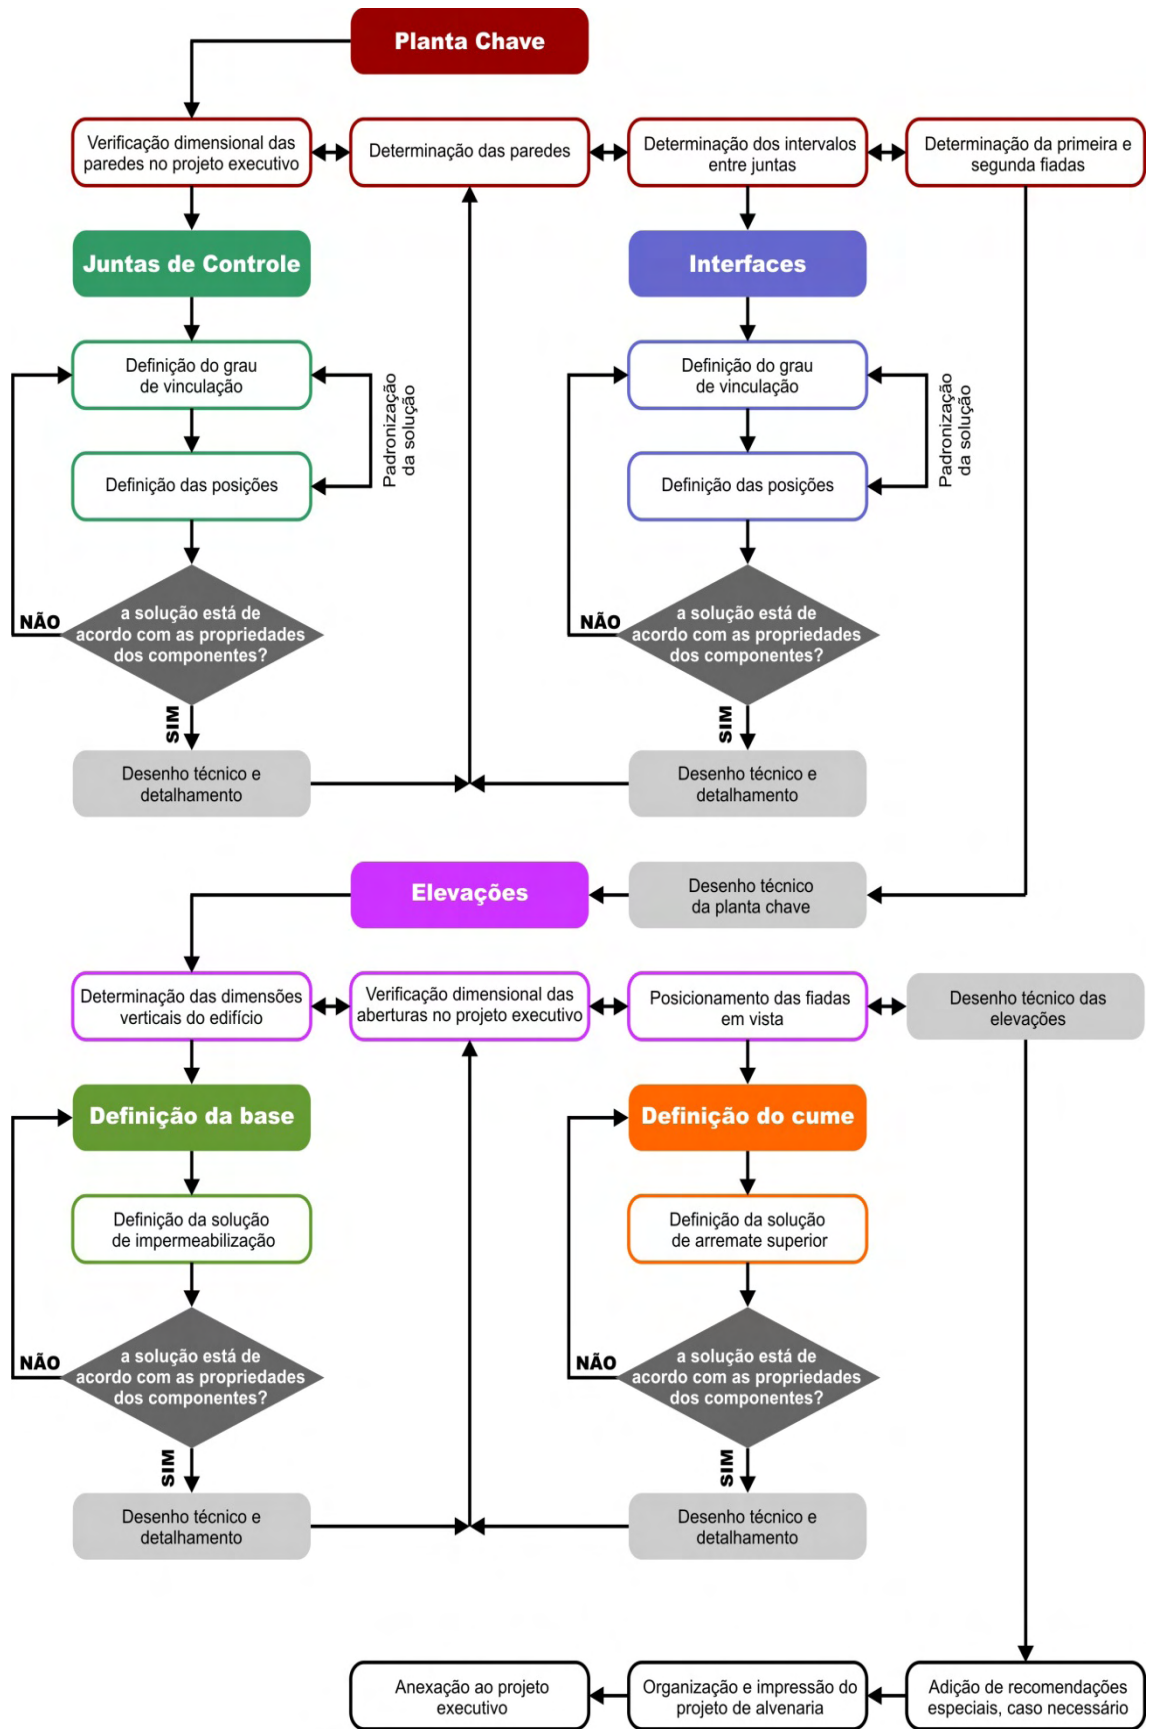 Planta Chave
Verificação dimensional das
paredes no projeto executivo
Determinação das paredes
Determinação dos intervalos
entre juntas
Determinação da primeira e
segunda fiadas
Juntas de Controle
Interfaces
Definição do grau
de vinculação
Padronização
da solução
Definição do grau
de vinculação
Padronização
da solução
Definição das posições
Definição das posições
a solução está de
acordo com as propriedades
dos componentes?
NÃO
a solução está de
acordo com as propriedades
dos componentes?
NÃO
SIM
SIM
Desenho técnico e
detalhamento
Desenho técnico e
detalhamento
Elevações
Desenho técnico
da planta chave
Determinação das dimensões
verticais do edifício
Verificação dimensional das
aberturas no projeto executivo
Posicionamento das fiadas
em vista
Desenho técnico das
elevações
Definição da base
Definição do cume
Definição da solução
de impermeabilização
Definição da solução
de arremate superior
a solução está de
acordo com as propriedades
dos componentes?
NÃO
a solução está de
acordo com as propriedades
dos componentes?
NÃO
SIM
SIM
Desenho técnico e
detalhamento
Desenho técnico e
detalhamento
Anexação ao projeto
executivo
Organização e impressão do
projeto de alvenaria
Adição de recomendações
especiais, caso necessário